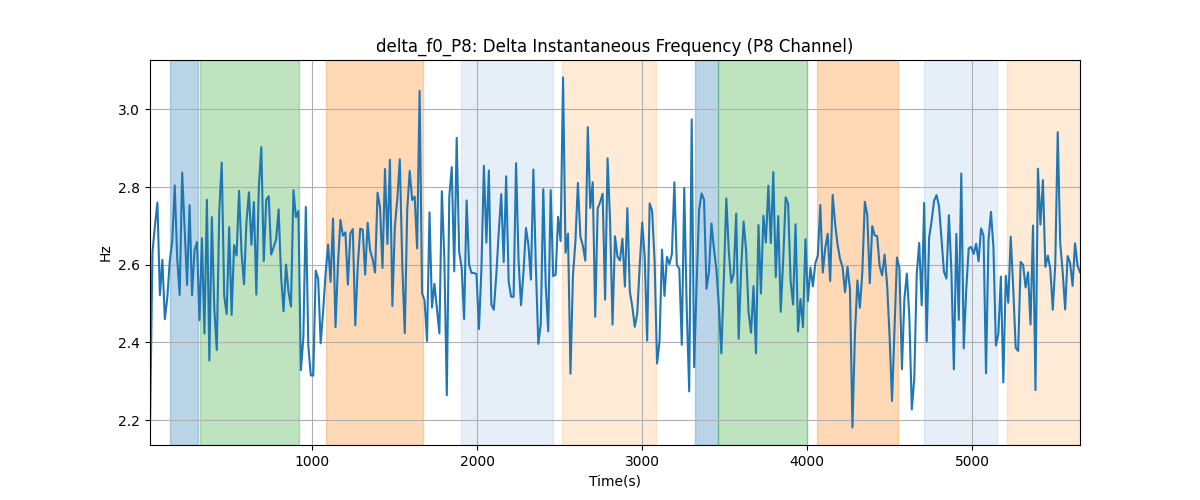 delta_f0_P8: Delta Instantaneous Frequency (P8 Channel)
Hz
3.0
2.8
2.6
2.4
2.2
1000 2000 3000 4000 5000
Time(s)